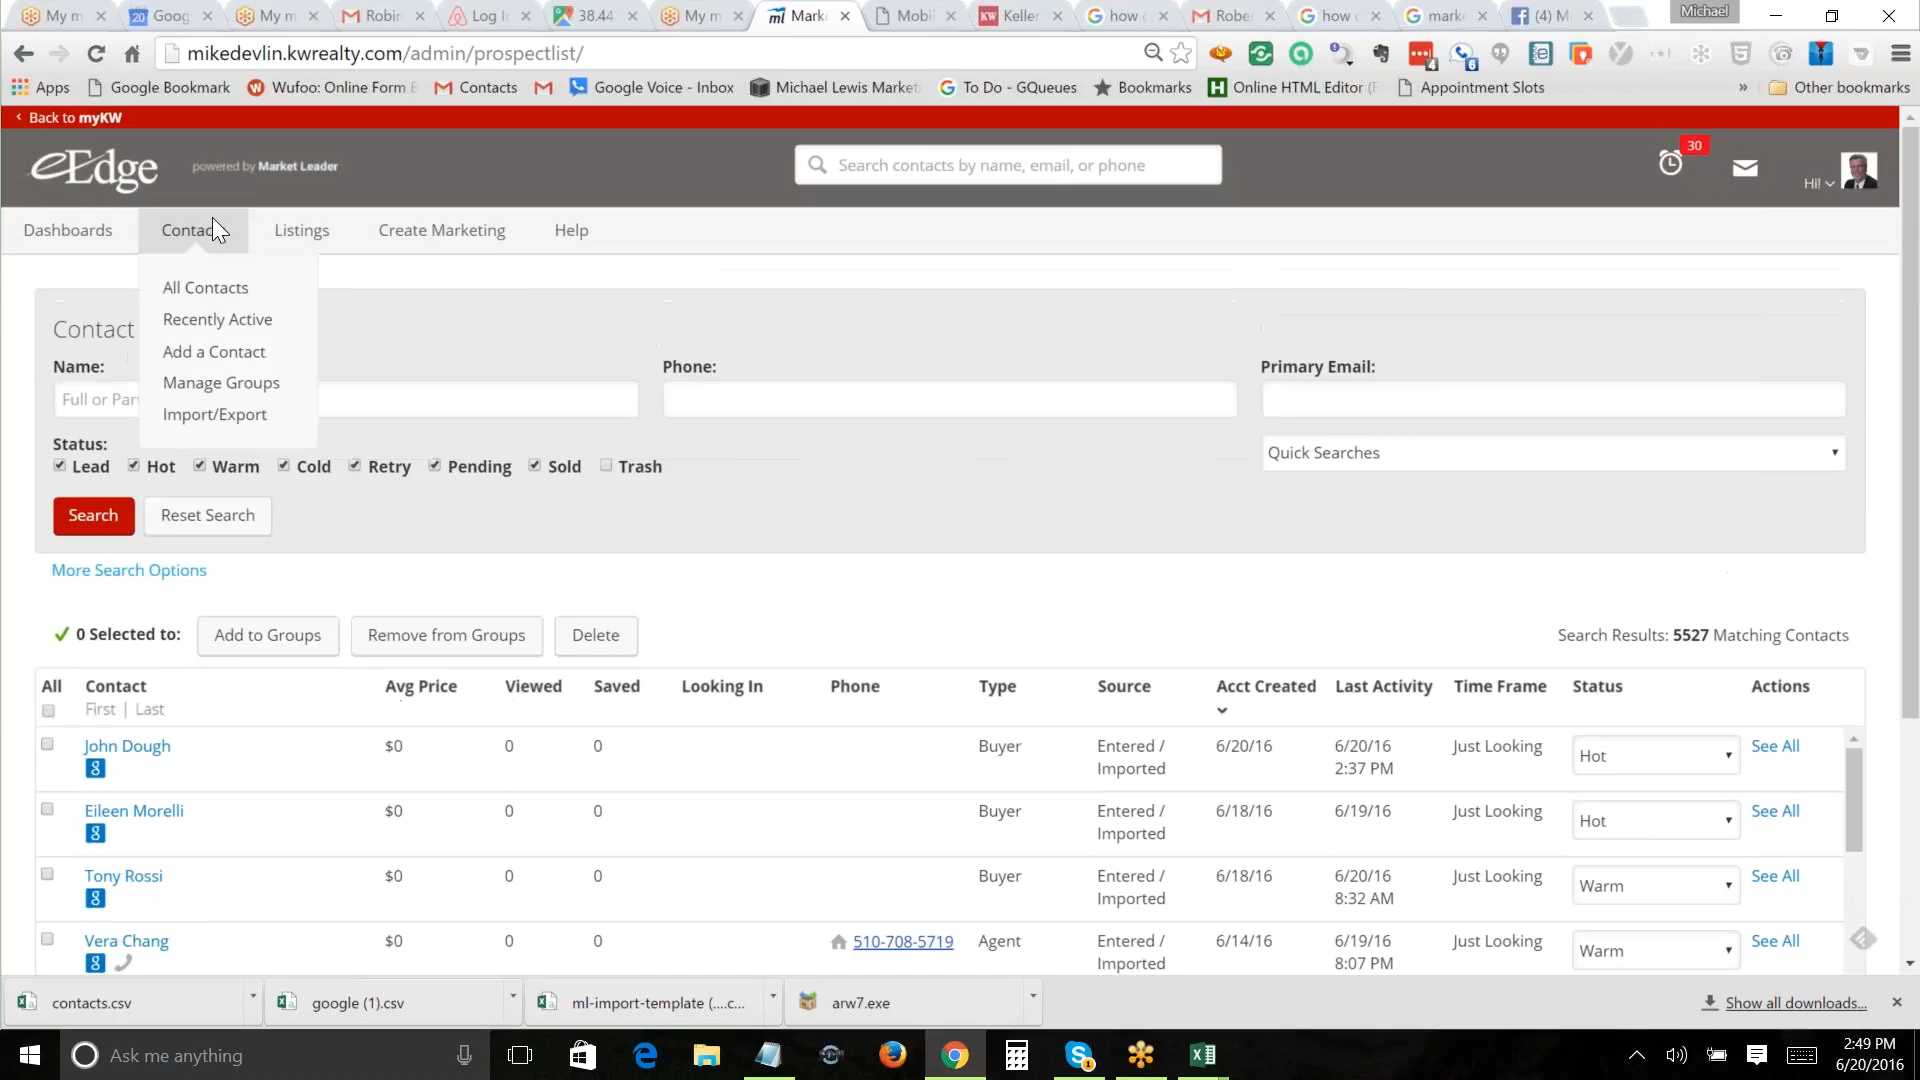 My m
20 Goog
My m
Robin
Log I
38.44
My m
Mark
Mobil
KW Keller
how c
Robe
how c
mark
(4) M
Michael
mikedevlin.kwrealty.com/admin/prospectlist/
4
6
Apps
Google Bookmark
Wufoo: Online Form
Contacts
Google Voice - Inbox
Michael Lewis Market
To Do - GQueues
Bookmarks
Online HTML Editor (F
Appointment Slots
»
Other bookmarks
‹ Back to myKW
eEdge
powered by Market Leader
Search contacts by name, email, or phone
30
Hi!
Dashboards
Contac
Listings
Create Marketing
Help
All Contacts
Recently Active
Add a Contact
Manage Groups
Import/Export
Contact
Name:
Phone:
Primary Email:
Full or Par
Status:
Lead
Hot
Warm
Cold
Retry
Pending
Sold
Trash
Quick Searches
Search
Reset Search
More Search Options
0 Selected to:
Add to Groups
Remove from Groups
Delete
Search Results: 5527 Matching Contacts
All
Contact
Avg Price
Viewed
Saved
Looking In
Phone
Type
Source
Acct Created
Last Activity
Time Frame
Status
Actions
First | Last
John Dough
$0
0
0
Buyer
Entered /
Imported
6/20/16
6/20/16
2:37 PM
Just Looking
Hot
See All
8
Eileen Morelli
$0
0
0
Buyer
Entered /
Imported
6/18/16
6/19/16
Just Looking
Hot
See All
8
Tony Rossi
$0
0
0
Buyer
Entered /
Imported
6/18/16
6/20/16
8:32 AM
Just Looking
Warm
See All
8
Vera Chang
$0
0
0
510-708-5719
Agent
Entered /
Imported
6/14/16
6/19/16
8:07 PM
Just Looking
Warm
See All
8
contacts.csv
google (1).csv
ml-import-template (....c...
arw7.exe
Show all downloads...
Ask me anything
2:49 PM
6/20/2016